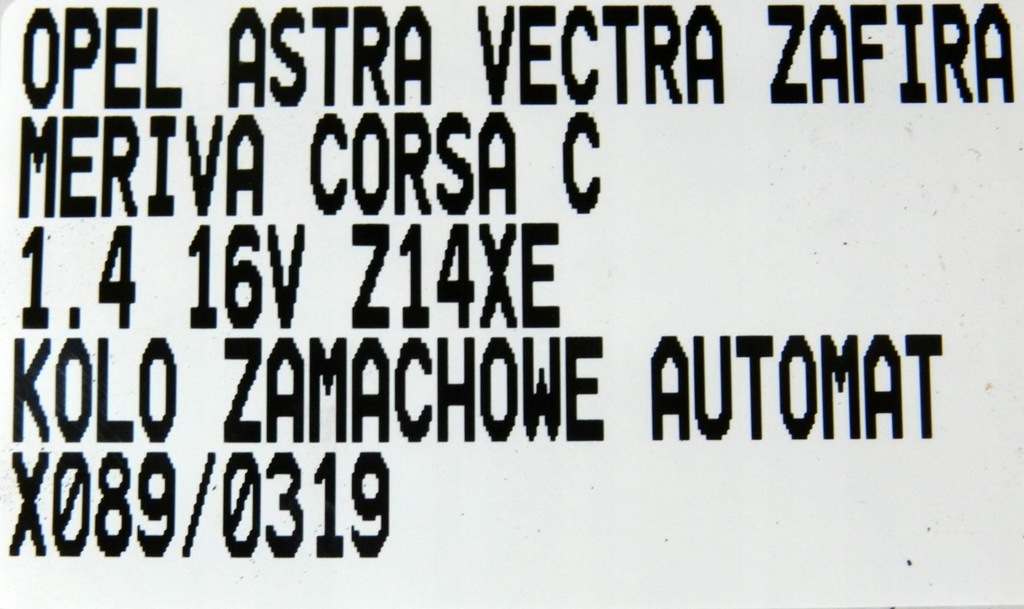 OPEL ASTRA VECTRA ZAFIRA
MERIVA CORSA C
1.4 16V Z14XE
KOLO ZAMACHOWE AUTOMAT
X089/0319